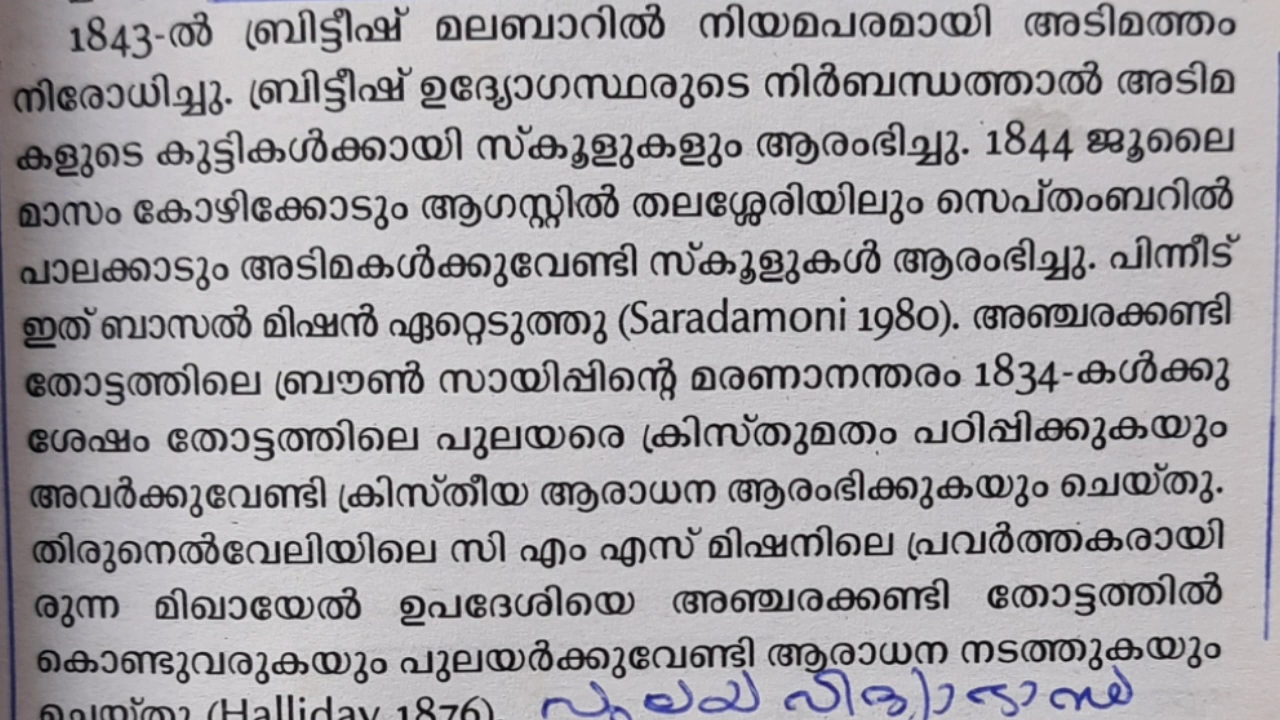 1843-ൽ ബ്രിട്ടീഷ് മലബാറിൽ നിയമപരമായി അടിമത്തം
നിരോധിച്ചു. ബ്രിട്ടീഷ് ഉദ്യോഗസ്ഥരുടെ നിർബന്ധത്താൽ അടിമ
കളുടെ കുട്ടികൾക്കായി സ്കൂളുകളും ആരംഭിച്ചു. 1844 ജൂലൈ
മാസം കോഴിക്കോടും ആഗസ്റ്റിൽ തലശ്ശേരിയിലും സെപ്തംബറിൽ
പാലക്കാടും അടിമകൾക്കുവേണ്ടി സ്കൂളുകൾ ആരംഭിച്ചു. പിന്നീട്
ഇത് ബാസൽ മിഷൻ ഏറ്റെടുത്തു (Saradamoni 1980). അഞ്ചരക്കണ്ടി
തോട്ടത്തിലെ ബ്രൗൺ സായിപ്പിന്റെ മരണാനന്തരം 1834-കൾക്കു
ശേഷം തോട്ടത്തിലെ പുലയരെ ക്രിസ്തുമതം പഠിപ്പിക്കുകയും
അവർക്കുവേണ്ടി ക്രിസ്തീയ ആരാധന ആരംഭിക്കുകയും ചെയ്തു.
തിരുനെൽവേലിയിലെ സി എം എസ് മിഷനിലെ പ്രവർത്തകരായി
രുന്ന മിഖായേൽ ഉപദേശിയെ അഞ്ചരക്കണ്ടി തോട്ടത്തിൽ
കൊണ്ടുവരുകയും പുലയർക്കുവേണ്ടി ആരാധന നടത്തുകയും
ചെയ്തു (Halliday 1876). പുലയ